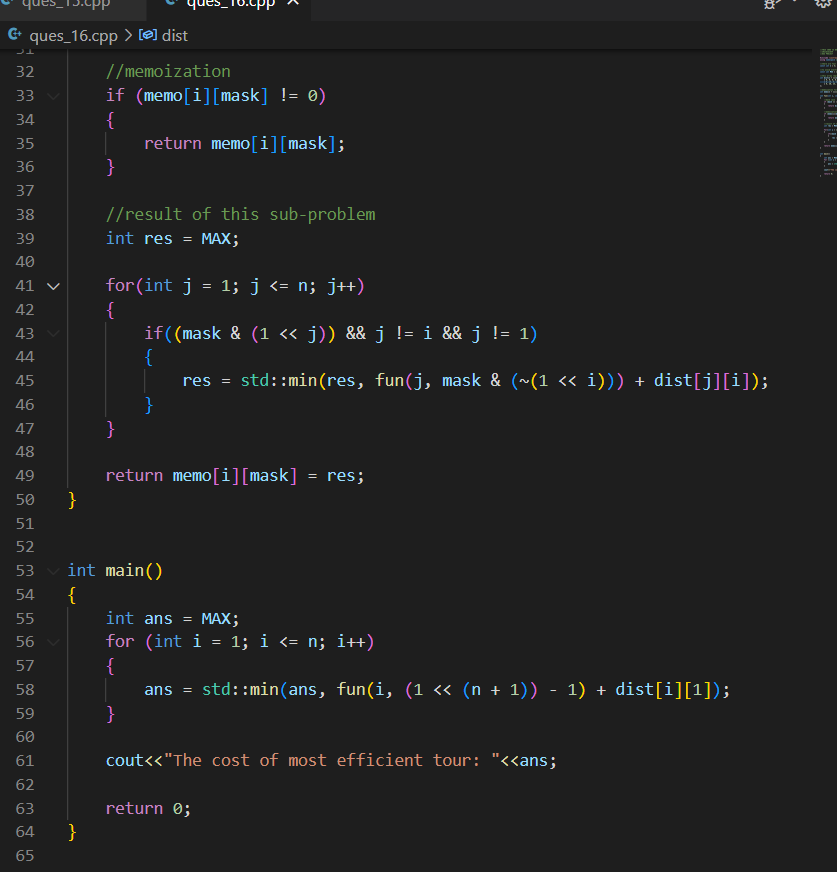 ques_15.cpp ques_16.cpp ×
ques_16.cpp > dist
31
32 //memoization
33 if (memo[i][mask] != 0)
34 {
35 return memo[i][mask];
36 }
37
38 //result of this sub-problem
39 int res = MAX;
40
41 for(int j = 1; j <= n; j++)
42 {
43 if((mask & (1 << j)) && j != i && j != 1)
44 {
45 res = std::min(res, fun(j, mask & (~(1 << i))) + dist[j][i]);
46 }
47 }
48
49 return memo[i][mask] = res;
50 }
51
52
53 int main()
54 {
55 int ans = MAX;
56 for (int i = 1; i <= n; i++)
57 {
58 ans = std::min(ans, fun(i, (1 << (n + 1)) - 1) + dist[i][1]);
59 }
60
61 cout<<"The cost of most efficient tour: "<<ans;
62
63 return 0;
64 }
65